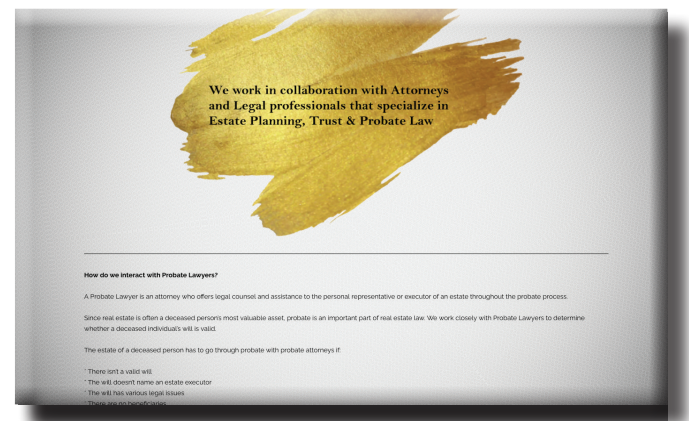 We work in collaboration with Attorneys
and Legal professionals that specialize in
Estate Planning, Trust & Probate Law
How do we interact with Probate Lawyers?
A Probate Lawyer is an attorney who offers legal counsel and assistance to the personal representative or executor of an estate throughout the probate process.
Since real estate is often a deceased person's most valuable asset, probate is an important part of real estate law. We work closely with Probate Lawyers to determine
whether a deceased individual's will is valid.
The estate of a deceased person has to go through probate with probate attorneys if:
* There isn't a valid will
* The will doesn't name an estate executor
* The will has various legal issues
* There are no beneficiaries